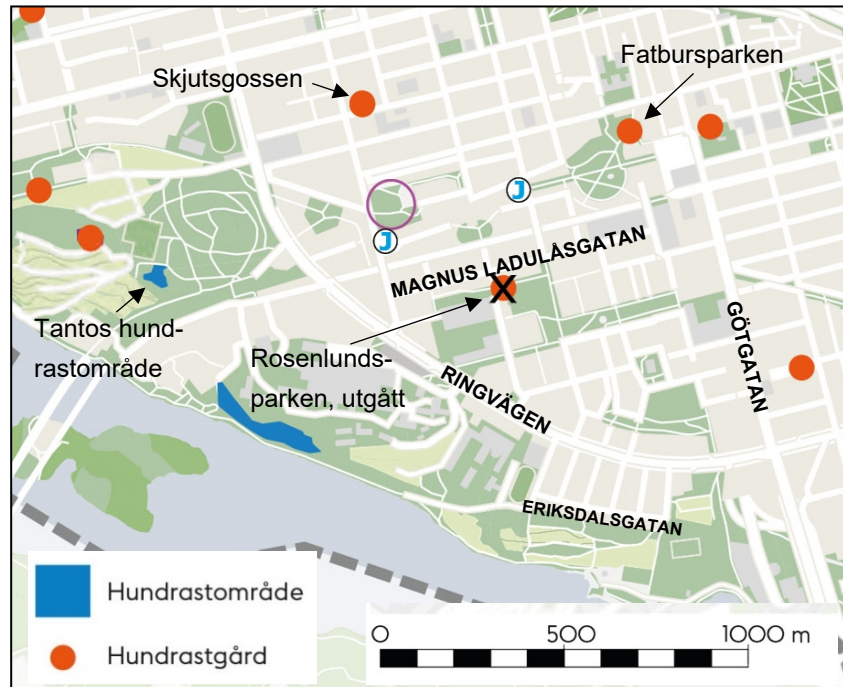 Skjutsgossen
Fatbursparken
J
J
MAGNUS LADULÅSGATAN
X
Tantos hund-
rastområde
Rosenlunds-
parken, utgått
RINGVÄGEN
GÖTGATAN
ERIKSDALSGATAN
Hundrastområde
Hundrastgård
0 500 1000 m